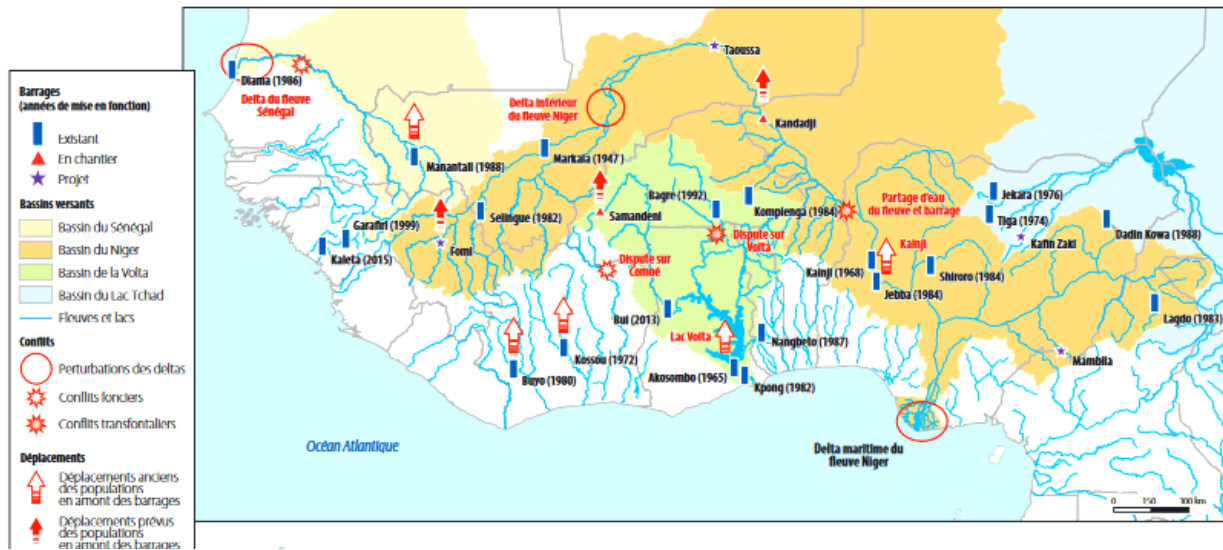 Barrages
(années de mise en fonction)
Existant
En chantier
Projet
Bassins versants
Bassin du Sénégal
Bassin du Niger
Bassin de la Volta
Bassin du Lac Tchad
Fleuves et lacs
Conflits
Perturbations des deltas
Conflits fonciers
Conflits transfontaliers
Déplacements
Déplacements anciens
des populations
en amont des barrages
Déplacements prévus
des populations
en amont des barrages
Diama (1986)
Delta du fleuve
Sénégal
Manantali (1988)
Delta intérieur
du fleuve Niger
Markala (1947 )
Taoussa
Kandadji
Garafiri (1999)
Kaleta (2015)
Fomi
Selingue (1982)
Samandeni
Bagre (1992)
Kompienga (1984)
Dispute sur
Volta
Dispute sur
Combé
Partage d'eau
du fleuve et barrage
Jekara (1976)
Tiga (1974)
Kafin Zaki
Dadin Kowa (1988)
Kainji
Kainji (1968)
Shiroro (1984)
Jebba (1984)
Lagdo (1983)
Bui (2013)
Lac Volta
Nangbeto (1987)
Kossou (1972)
Buyo (1980)
Akosombo (1965)
Kpong (1982)
Mambila
Océan Atlantique
Delta maritime du
fleuve Niger
0 150 300 km